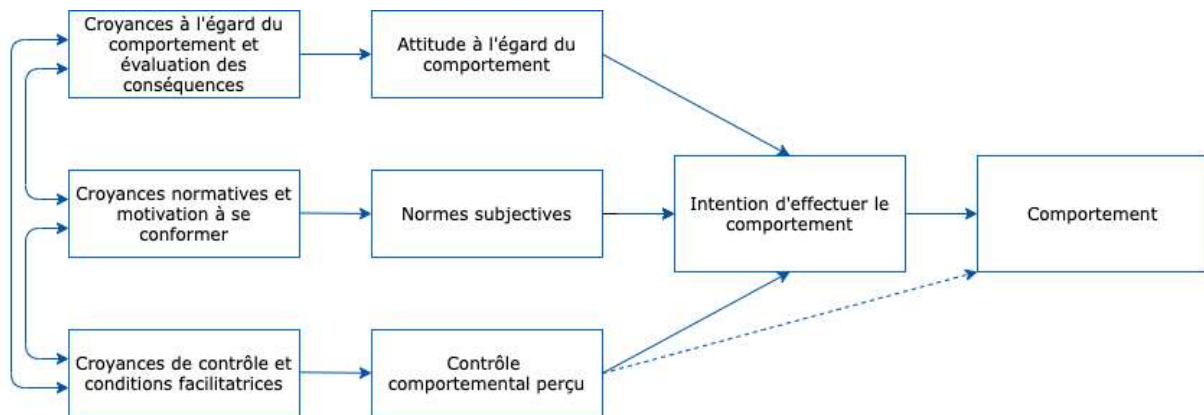 Croyances à l'égard du
comportement et
évaluation des
conséquences
Attitude à l'égard du
comportement
Croyances normatives et
motivation à se
conformer
Normes subjectives
Intention d'effectuer le
comportement
Comportement
Croyances de contrôle et
conditions facilitatrices
Contrôle
comportemental perçu